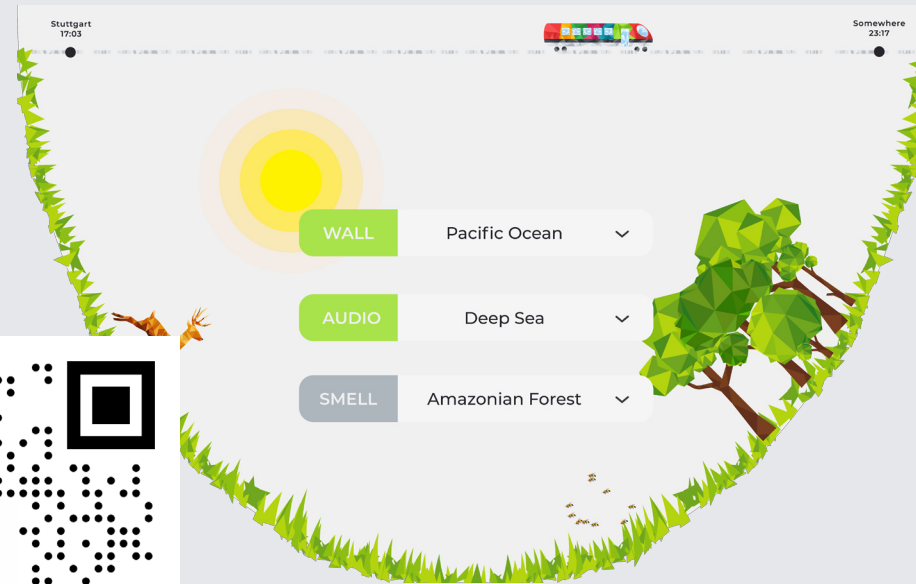 Stuttgart
17:03
Somewhere
23:17
WALL Pacific Ocean
AUDIO Deep Sea
SMELL Amazonian Forest